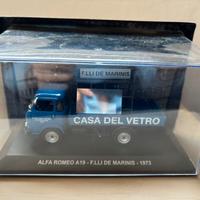 F.LLI DE MARINIS
CASA DEL VETRO
ALFA ROMEO A19 - F.LLI DE MARINIS - 1973